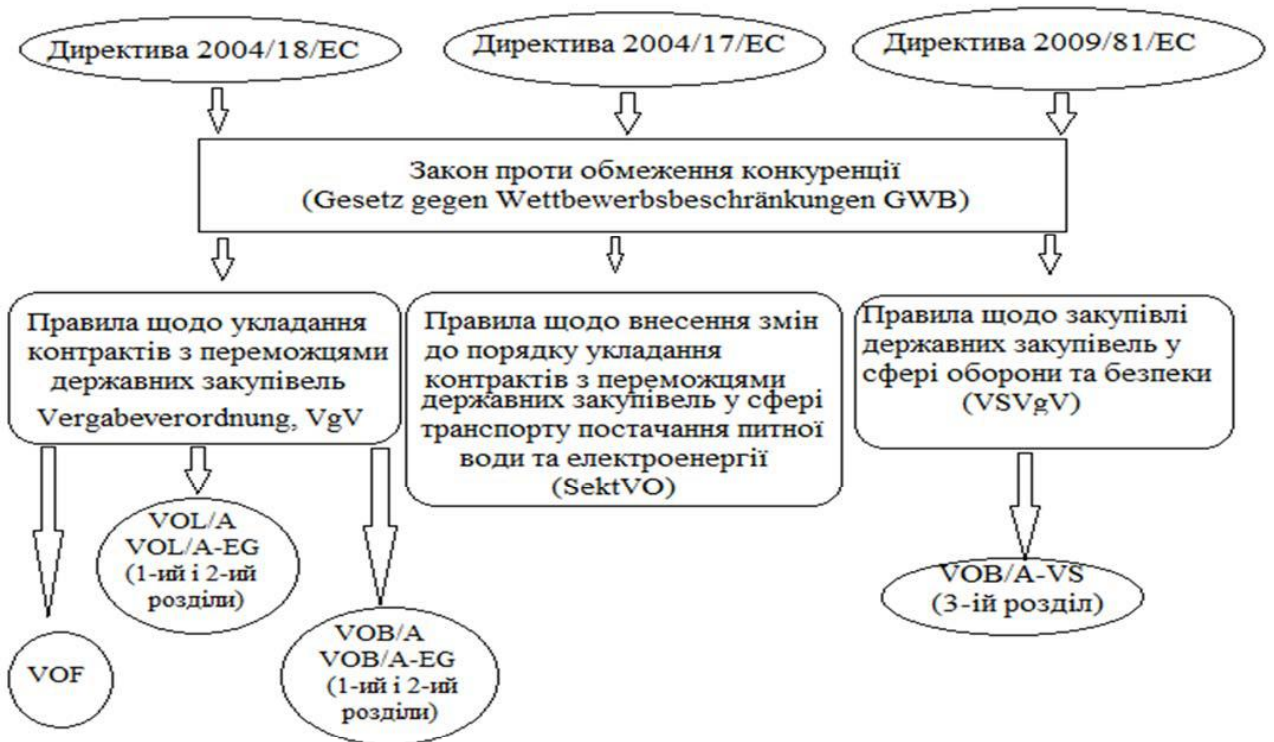 Директива 2004/18/ЕС
Директива 2004/17/ЕС
Директива 2009/81/ЕС
Закон проти обмеження конкуренції
(Gesetz gegen Wettbewerbsbeschränkungen GWB)
Правила щодо укладання
контрактів з переможцями
державних закупівель
Vergabeverordnung, VgV
Правила щодо внесення змін
до порядку укладання
контрактів з переможцями
державних закупівель у сфері
транспорту постачання питної
води та електроенергії
(SektVO)
Правила щодо закупівлі
державних закупівель у
сфері оборони та безпеки
(VSVgV)
VOL/A
VOL/A-EG
(1-ий і 2-ий
розділи)
VOB/A-VS
(3-ій розділ)
VOF
VOB/A
VOB/A-EG
(1-ий і 2-ий
розділи)